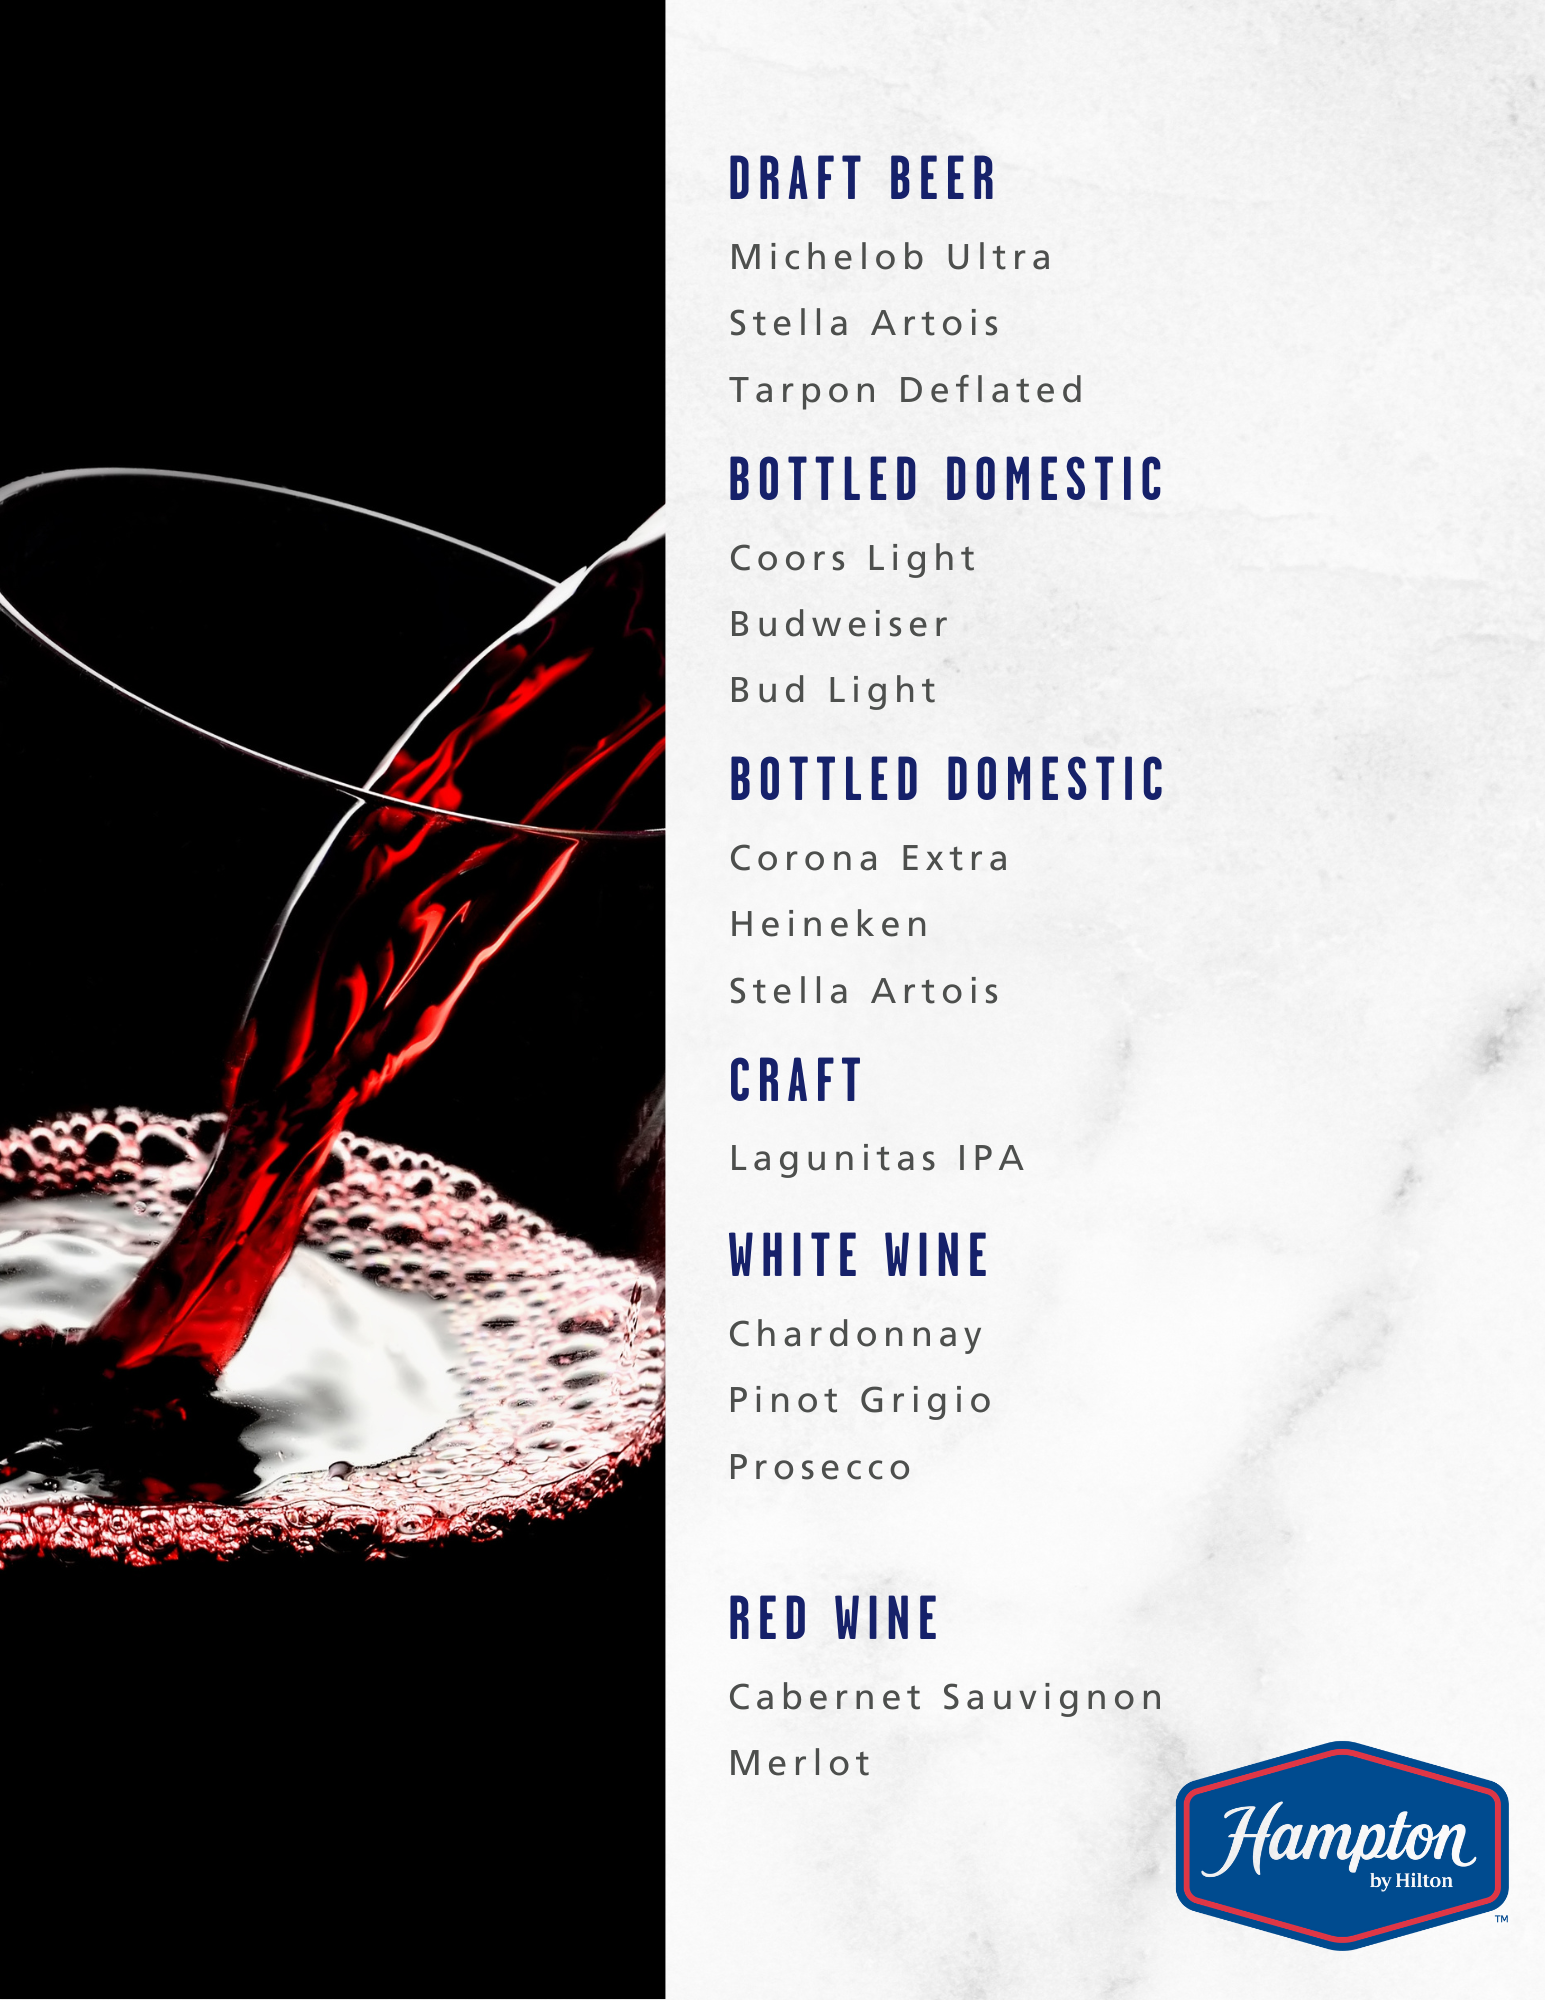 DRAFT BEER
Michelob Ultra
Stella Artois
Tarpon Deflated
BOTTLED DOMESTIC
Coors Light
Budweiser
Bud Light
BOTTLED DOMESTIC
Corona Extra
Heineken
Stella Artois
CRAFT
Lagunitas IPA
WHITE WINE
Chardonnay
Pinot Grigio
Prosecco
RED WINE
Cabernet Sauvignon
Merlot
Hampton
by Hilton
™